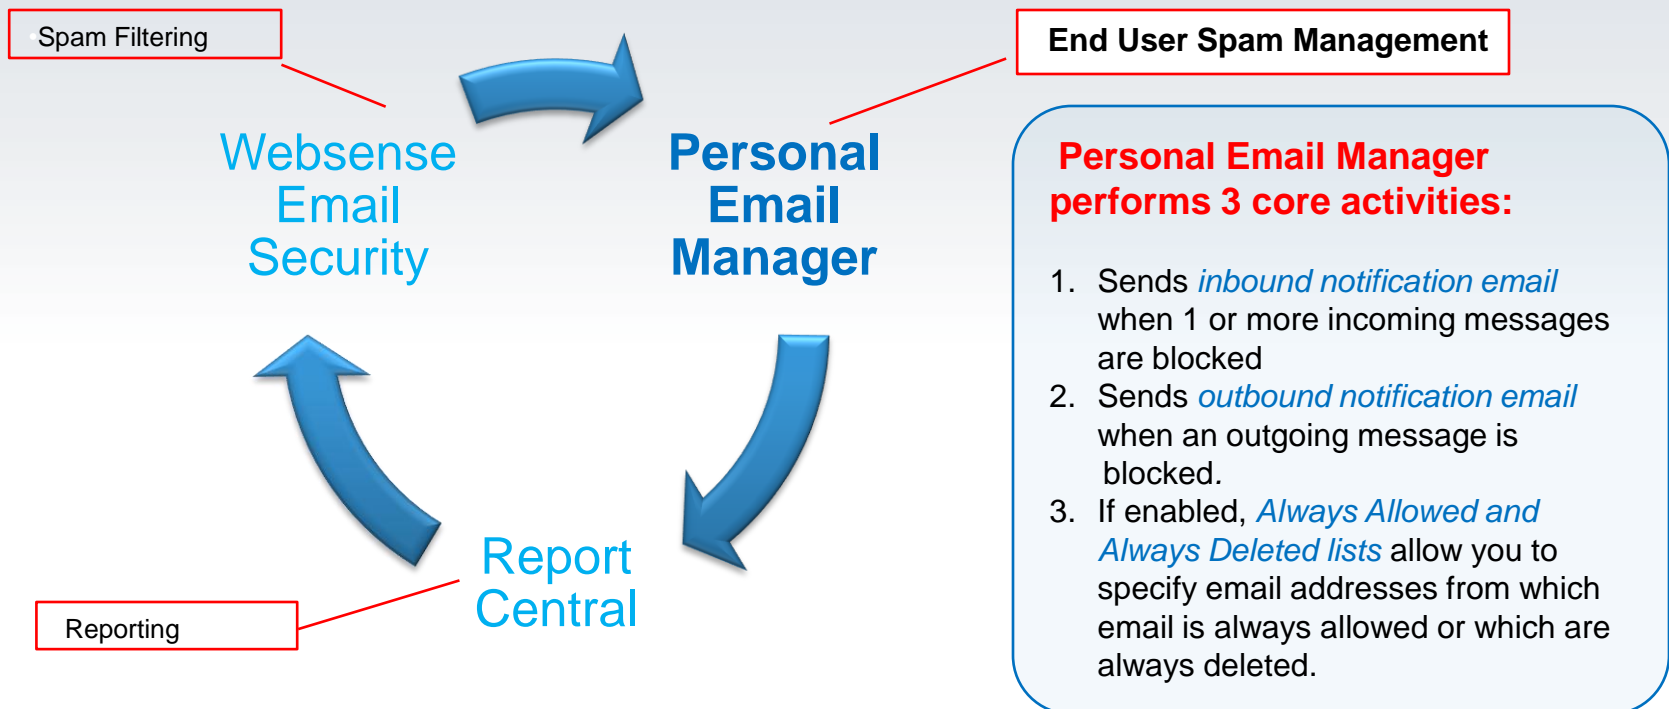 •Spam Filtering
End User Spam Management
Websense
Email
Security
Personal
Email
Manager
Report
Central
Reporting
Personal Email Manager
performs 3 core activities:
1. Sends inbound notification email
when 1 or more incoming messages
are blocked
2. Sends outbound notification email
when an outgoing message is
blocked.
3. If enabled, Always Allowed and
Always Deleted lists allow you to
specify email addresses from which
email is always allowed or which are
always deleted.